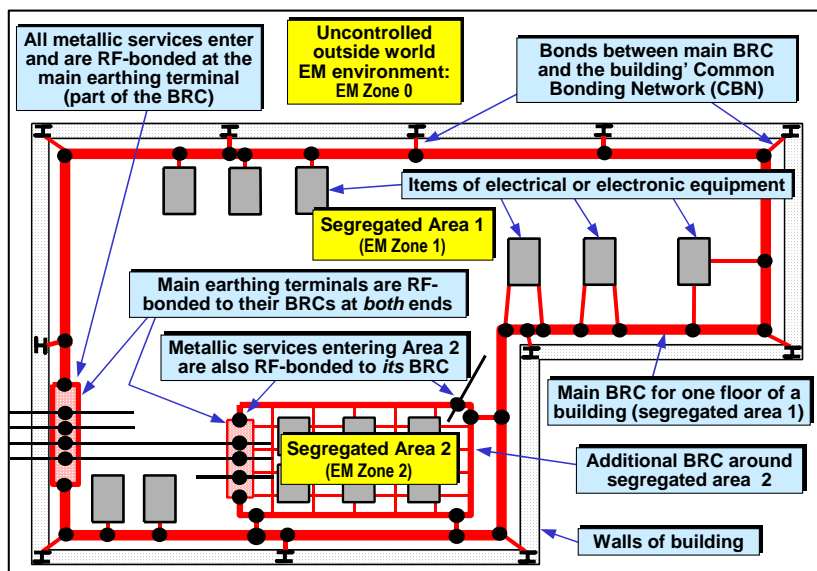 All metallic services enter
and are RF-bonded at the
main earthing terminal
(part of the BRC)
Uncontrolled
outside world
EM environment:
EM Zone 0
Bonds between main BRC
and the building' Common
Bonding Network (CBN)
Items of electrical or electronic equipment
Segregated Area 1
(EM Zone 1)
Main earthing terminals are RF-
bonded to their BRCs at both ends
Metallic services entering Area 2
are also RF-bonded to its BRC
Main BRC for one floor of a
building (segregated area 1)
Segregated Area 2
(EM Zone 2)
Additional BRC around
segregated area 2
Walls of building